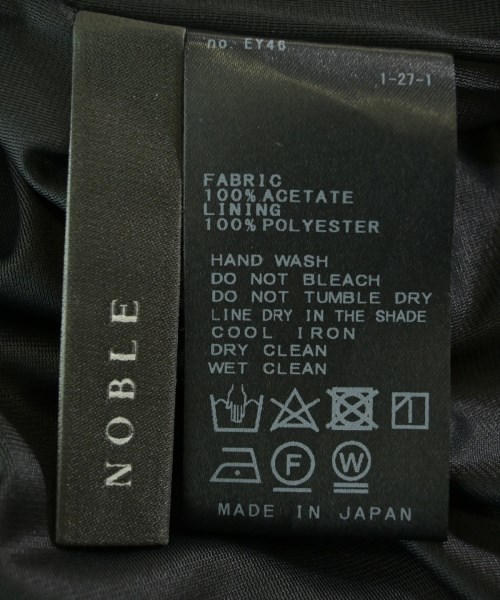 NOBLE
no. EY46
1-27-1
FABRIC
100% ACETATE
LINING
100% POLYESTER
HAND WASH
DO NOT BLEACH
DO NOT TUMBLE DRY
LINE DRY IN THE SHADE
COOL IRON
DRY CLEAN
WET CLEAN
F W
MADE IN JAPAN